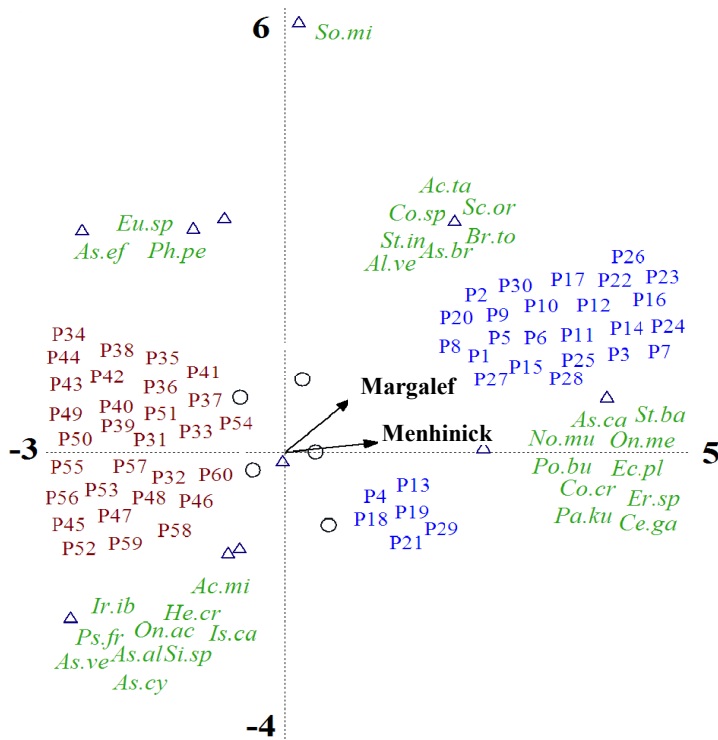 6
So.mi
Ac.ta
Co.sp Sc.or
St.in As.br Br.to
Al.ve
Eu.sp
As.ef Ph.pe
P26
P30 P17 P22 P23
P2 P10 P12 P16
P20 P9 P14 P24
P8 P5 P6 P11
P1 P15 P25 P3 P7
P27 P28
P34
P44 P38 P35
P43 P42 P36 P41
P49 P40 P51 P37
P50 P39 P31 P33 P54
Margalef
Menhinick
As.ca St.ba
No.mu On.me
-3
5
Po.bu Ec.pl
Co.cr Er.sp
Pa.ku Ce.ga
P55 P57 P32 P60
P56 P53 P48 P46
P45 P47 P58
P52 P59
P4 P13
P18 P19
P21 P29
Ac.mi
Ir.ib He.cr
Ps.fr On.ac Is.ca
As.ve As.al Si.sp
As.cy
-4